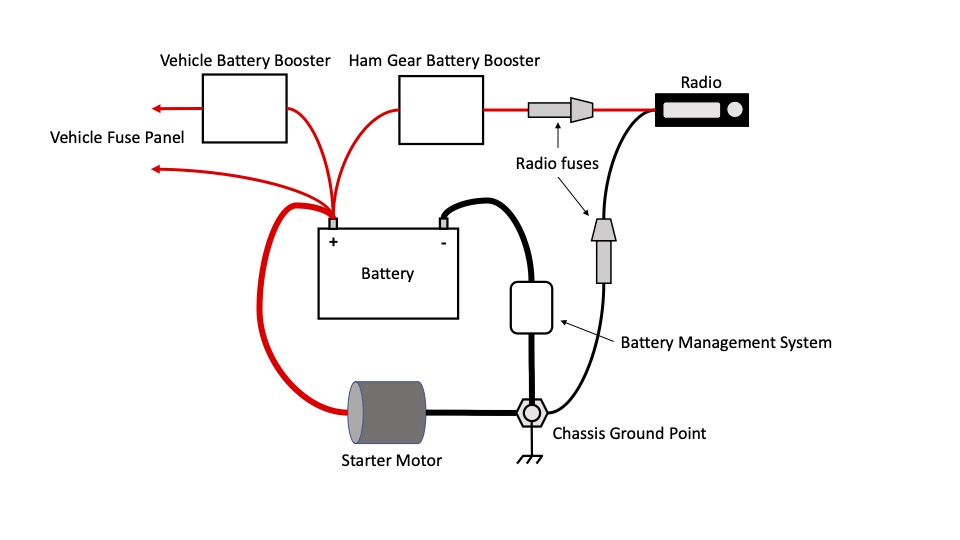 Vehicle Battery Booster
Ham Gear Battery Booster
Radio
Vehicle Fuse Panel
Radio fuses
+
-
Battery
Battery Management System
Chassis Ground Point
Starter Motor